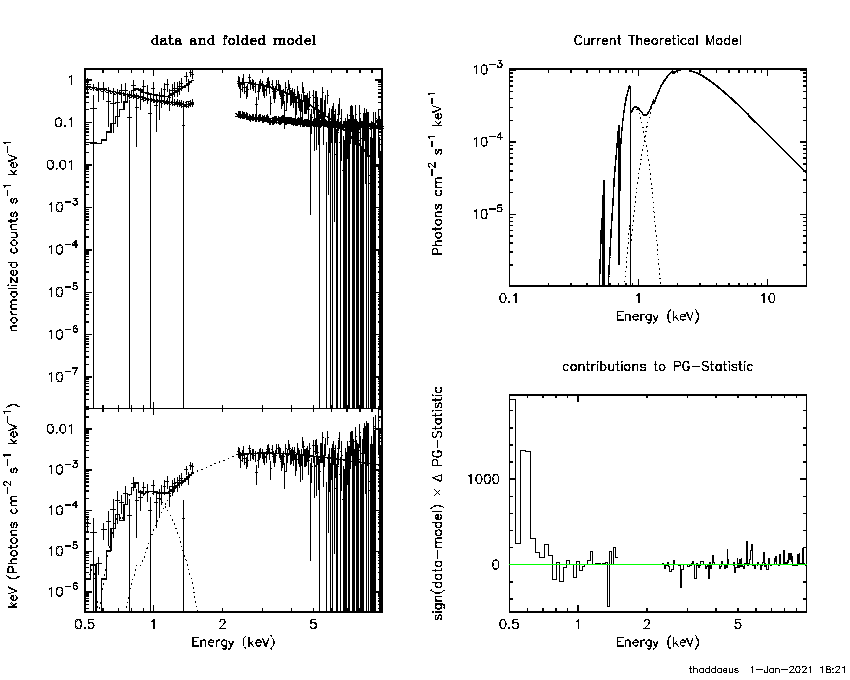 data and folded model
normalized counts s−1 keV−1
1
0.1
0.01
10−3
10−4
10−5
10−6
10−7
keV (Photons cm−2 s−1 keV−1)
0.01
10−3
10−4
10−5
10−6
0.5 1 2 5
Energy (keV)
Current Theoretical Model
Photons cm−2 s−1 keV−1
10−3
10−4
10−5
0.1 1 10
Energy (keV)
contributions to PG−Statistic
sign(data−model) × Δ PG−Statistic
1000
0
0.5 1 2 5
Energy (keV)
thaddaeus 1−Jan−2021 18:21